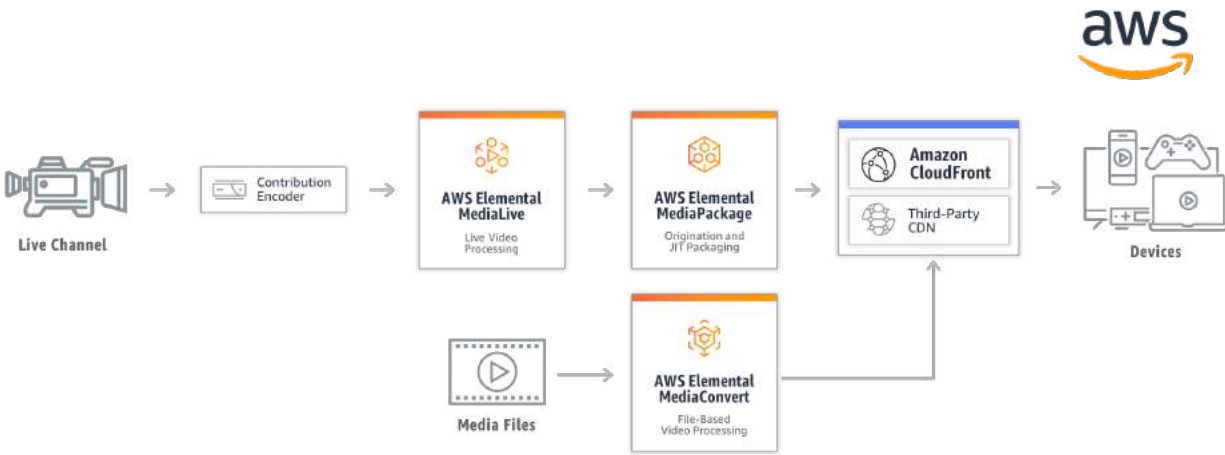 aws
Live Channel
Contribution
Encoder
AWS Elemental
MediaLive
Live Video
Processing
AWS Elemental
MediaPackage
Origination and
JIT Packaging
Amazon
CloudFront
Third-Party
CDN
Devices
Media Files
AWS Elemental
MediaConvert
File-Based
Video Processing